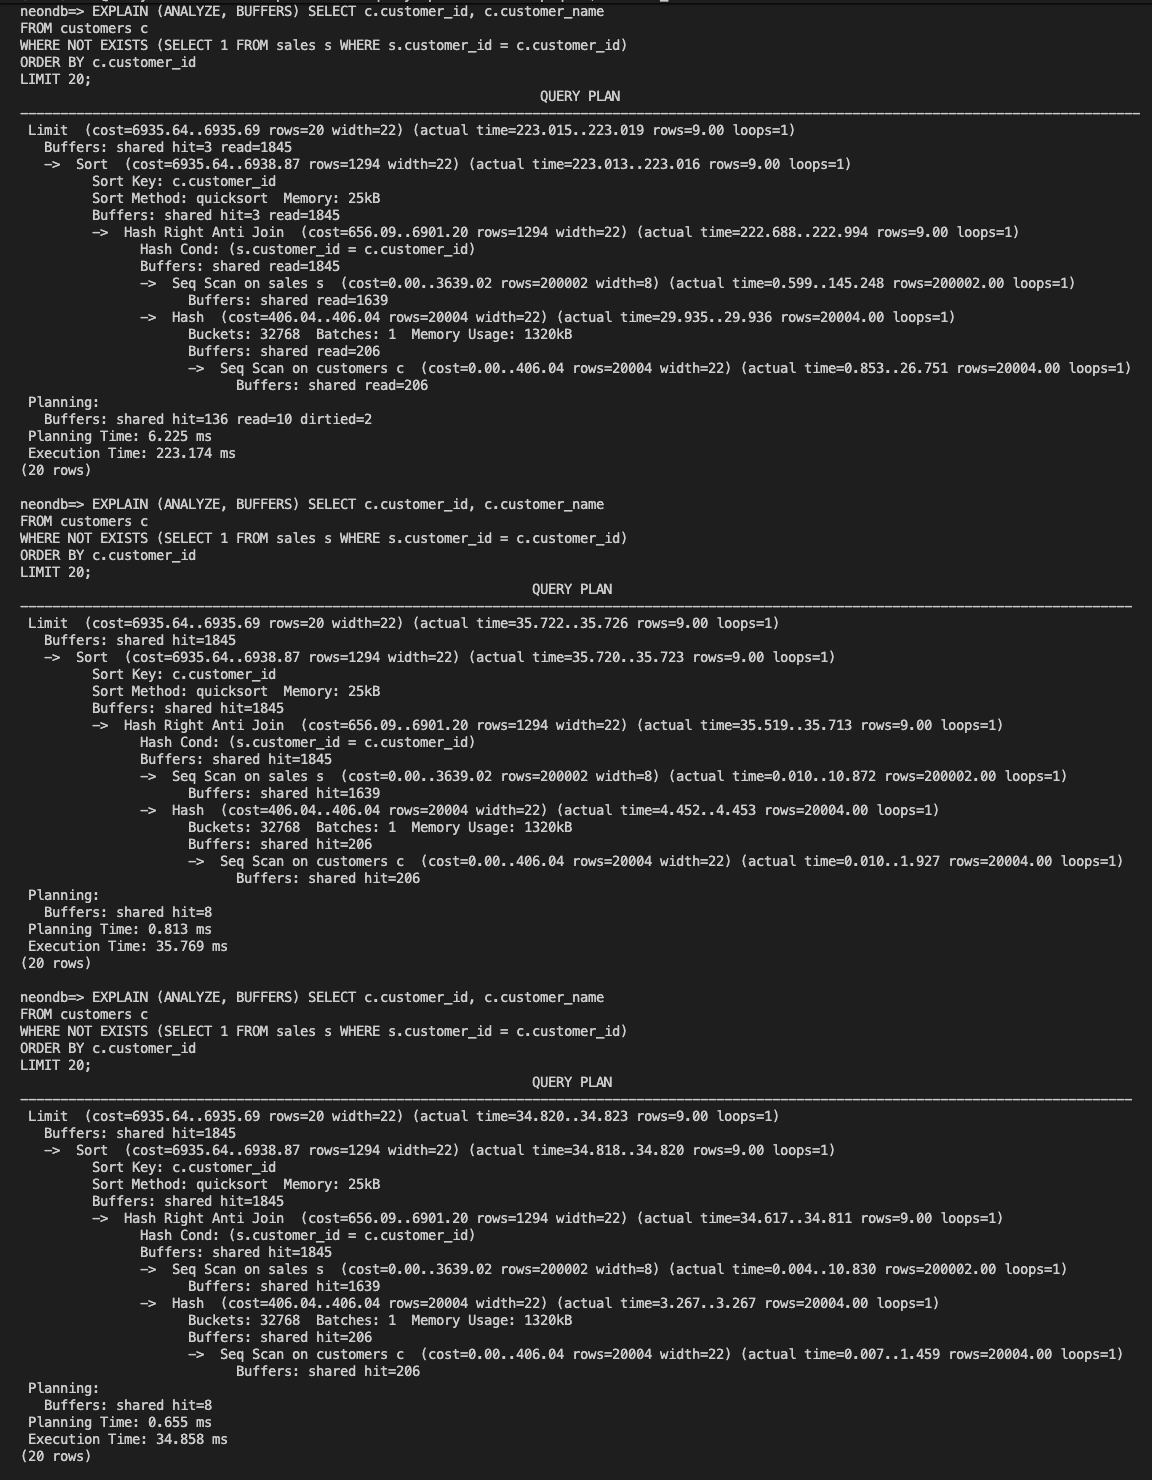 neondb=> EXPLAIN (ANALYZE, BUFFERS) SELECT c.customer_id, c.customer_name
FROM customers c
WHERE NOT EXISTS (SELECT 1 FROM sales s WHERE s.customer_id = c.customer_id)
ORDER BY c.customer_id
LIMIT 20;
QUERY PLAN
Limit  (cost=6935.64..6935.69 rows=20 width=22) (actual time=223.015..223.019 rows=9.00 loops=1)
Buffers: shared hit=3 read=1845
->  Sort  (cost=6935.64..6938.87 rows=1294 width=22) (actual time=223.013..223.016 rows=9.00 loops=1)
Sort Key: c.customer_id
Sort Method: quicksort  Memory: 25kB
Buffers: shared hit=3 read=1845
->  Hash Right Anti Join  (cost=656.09..6901.20 rows=1294 width=22) (actual time=222.688..222.994 rows=9.00 loops=1)
Hash Cond: (s.customer_id = c.customer_id)
Buffers: shared read=1845
->  Seq Scan on sales s  (cost=0.00..3639.02 rows=200002 width=8) (actual time=0.599..145.248 rows=200002.00 loops=1)
Buffers: shared read=1639
->  Hash  (cost=406.04..406.04 rows=20004 width=22) (actual time=29.935..29.936 rows=20004.00 loops=1)
Buckets: 32768  Batches: 1  Memory Usage: 1320kB
Buffers: shared read=206
->  Seq Scan on customers c  (cost=0.00..406.04 rows=20004 width=22) (actual time=0.853..26.751 rows=20004.00 loops=1)
Buffers: shared read=206
Planning:
Buffers: shared hit=136 read=10 dirtied=2
Planning Time: 6.225 ms
Execution Time: 223.174 ms
(20 rows)
neondb=> EXPLAIN (ANALYZE, BUFFERS) SELECT c.customer_id, c.customer_name
FROM customers c
WHERE NOT EXISTS (SELECT 1 FROM sales s WHERE s.customer_id = c.customer_id)
ORDER BY c.customer_id
LIMIT 20;
QUERY PLAN
Limit  (cost=6935.64..6935.69 rows=20 width=22) (actual time=35.722..35.726 rows=9.00 loops=1)
Buffers: shared hit=1845
->  Sort  (cost=6935.64..6938.87 rows=1294 width=22) (actual time=35.720..35.723 rows=9.00 loops=1)
Sort Key: c.customer_id
Sort Method: quicksort  Memory: 25kB
Buffers: shared hit=1845
->  Hash Right Anti Join  (cost=656.09..6901.20 rows=1294 width=22) (actual time=35.519..35.713 rows=9.00 loops=1)
Hash Cond: (s.customer_id = c.customer_id)
Buffers: shared hit=1845
->  Seq Scan on sales s  (cost=0.00..3639.02 rows=200002 width=8) (actual time=0.010..10.872 rows=200002.00 loops=1)
Buffers: shared hit=1639
->  Hash  (cost=406.04..406.04 rows=20004 width=22) (actual time=4.452..4.453 rows=20004.00 loops=1)
Buckets: 32768  Batches: 1  Memory Usage: 1320kB
Buffers: shared hit=206
->  Seq Scan on customers c  (cost=0.00..406.04 rows=20004 width=22) (actual time=0.010..1.927 rows=20004.00 loops=1)
Buffers: shared hit=206
Planning:
Buffers: shared hit=8
Planning Time: 0.813 ms
Execution Time: 35.769 ms
(20 rows)
neondb=> EXPLAIN (ANALYZE, BUFFERS) SELECT c.customer_id, c.customer_name
FROM customers c
WHERE NOT EXISTS (SELECT 1 FROM sales s WHERE s.customer_id = c.customer_id)
ORDER BY c.customer_id
LIMIT 20;
QUERY PLAN
Limit  (cost=6935.64..6935.69 rows=20 width=22) (actual time=34.820..34.823 rows=9.00 loops=1)
Buffers: shared hit=1845
->  Sort  (cost=6935.64..6938.87 rows=1294 width=22) (actual time=34.818..34.820 rows=9.00 loops=1)
Sort Key: c.customer_id
Sort Method: quicksort  Memory: 25kB
Buffers: shared hit=1845
->  Hash Right Anti Join  (cost=656.09..6901.20 rows=1294 width=22) (actual time=34.617..34.811 rows=9.00 loops=1)
Hash Cond: (s.customer_id = c.customer_id)
Buffers: shared hit=1845
->  Seq Scan on sales s  (cost=0.00..3639.02 rows=200002 width=8) (actual time=0.004..10.830 rows=200002.00 loops=1)
Buffers: shared hit=1639
->  Hash  (cost=406.04..406.04 rows=20004 width=22) (actual time=3.267..3.267 rows=20004.00 loops=1)
Buckets: 32768  Batches: 1  Memory Usage: 1320kB
Buffers: shared hit=206
->  Seq Scan on customers c  (cost=0.00..406.04 rows=20004 width=22) (actual time=0.007..1.459 rows=20004.00 loops=1)
Buffers: shared hit=206
Planning:
Buffers: shared hit=8
Planning Time: 0.655 ms
Execution Time: 34.858 ms
(20 rows)